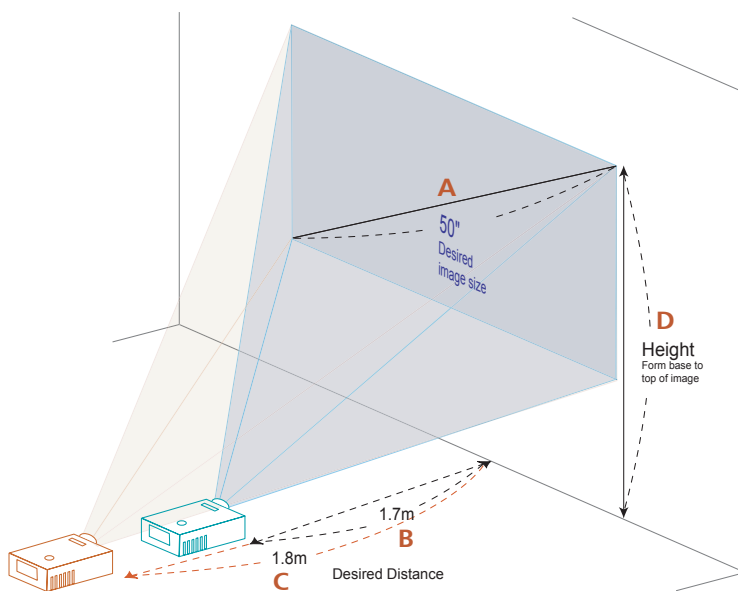 A
50"
Desired
image size
D
Height
Form base to
top of image
1.7m
B
1.8m
C
Desired Distance